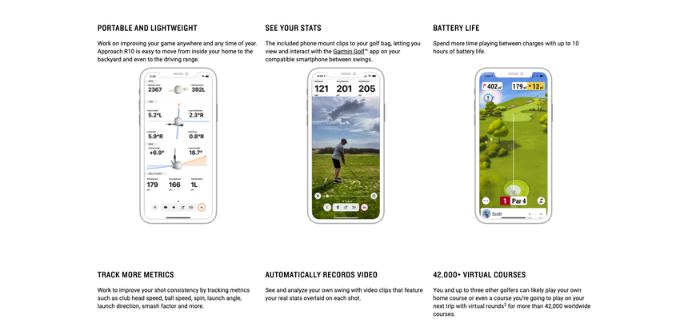 PORTABLE AND LIGHTWEIGHT
Work on improving your game anywhere and any time of year.
Approach R10 is easy to move from inside your home to the
backyard and even to the driving range.
SEE YOUR STATS
The included phone-mount clips to your golf bag, letting you
view and interact with the Garmin Golf™ app on your
compatible smartphone between swings.
BATTERY LIFE
Spend more time playing between charges with up to 10
hours of battery life.
2367 392L
5.2°L 2.3°R
5.9°R 0.8°R
+6.9° 18.7°
179 166 1L
121 201 205
402 179 12
1 Par 4
Scott
TRACK MORE METRICS
Work to improve your shot consistency by tracking metrics
such as club head speed, ball speed, spin, launch angle,
launch direction, smash factor and more.
AUTOMATICALLY RECORDS VIDEO
See and analyze your own swing with video clips that feature
your real stats overlaid on each shot.
42,000+ VIRTUAL COURSES
You and up to three other golfers can likely play your own
home course or even a course you're going to play on your
next trip with virtual rounds² for more than 42,000 worldwide
courses.